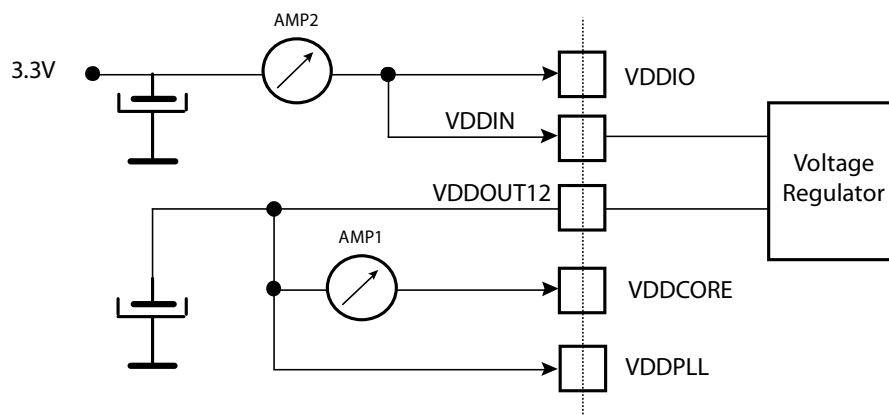 AMP2
3.3V
VDDIO
VDDIN
Voltage
Regulator
VDDOUT12
AMP1
VDDCORE
VDDPLL